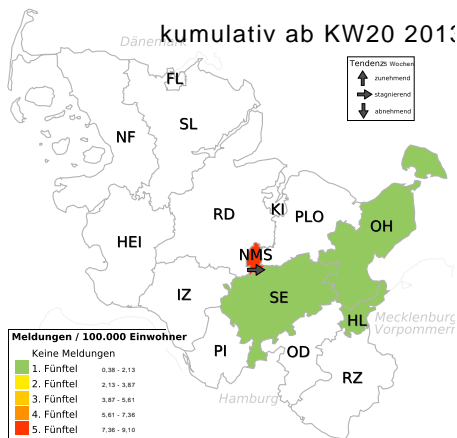 kumulativ ab KW20 2013
Dänemark
Tendenz 5 Wochen
zunehmend
stagnierend
abnehmend
FL
SL
NF
RD
KI
PLO
OH
HEI
NMS
IZ
SE
HL
Mecklenburg
Vorpommern
PI
OD
RZ
Hamburg
Meldungen / 100.000 Einwohner
Keine Meldungen
1. Fünftel 0,38 - 2,13
2. Fünftel 2,13 - 3,87
3. Fünftel 3,87 - 5,61
4. Fünftel 5,61 - 7,36
5. Fünftel 7,36 - 9,10